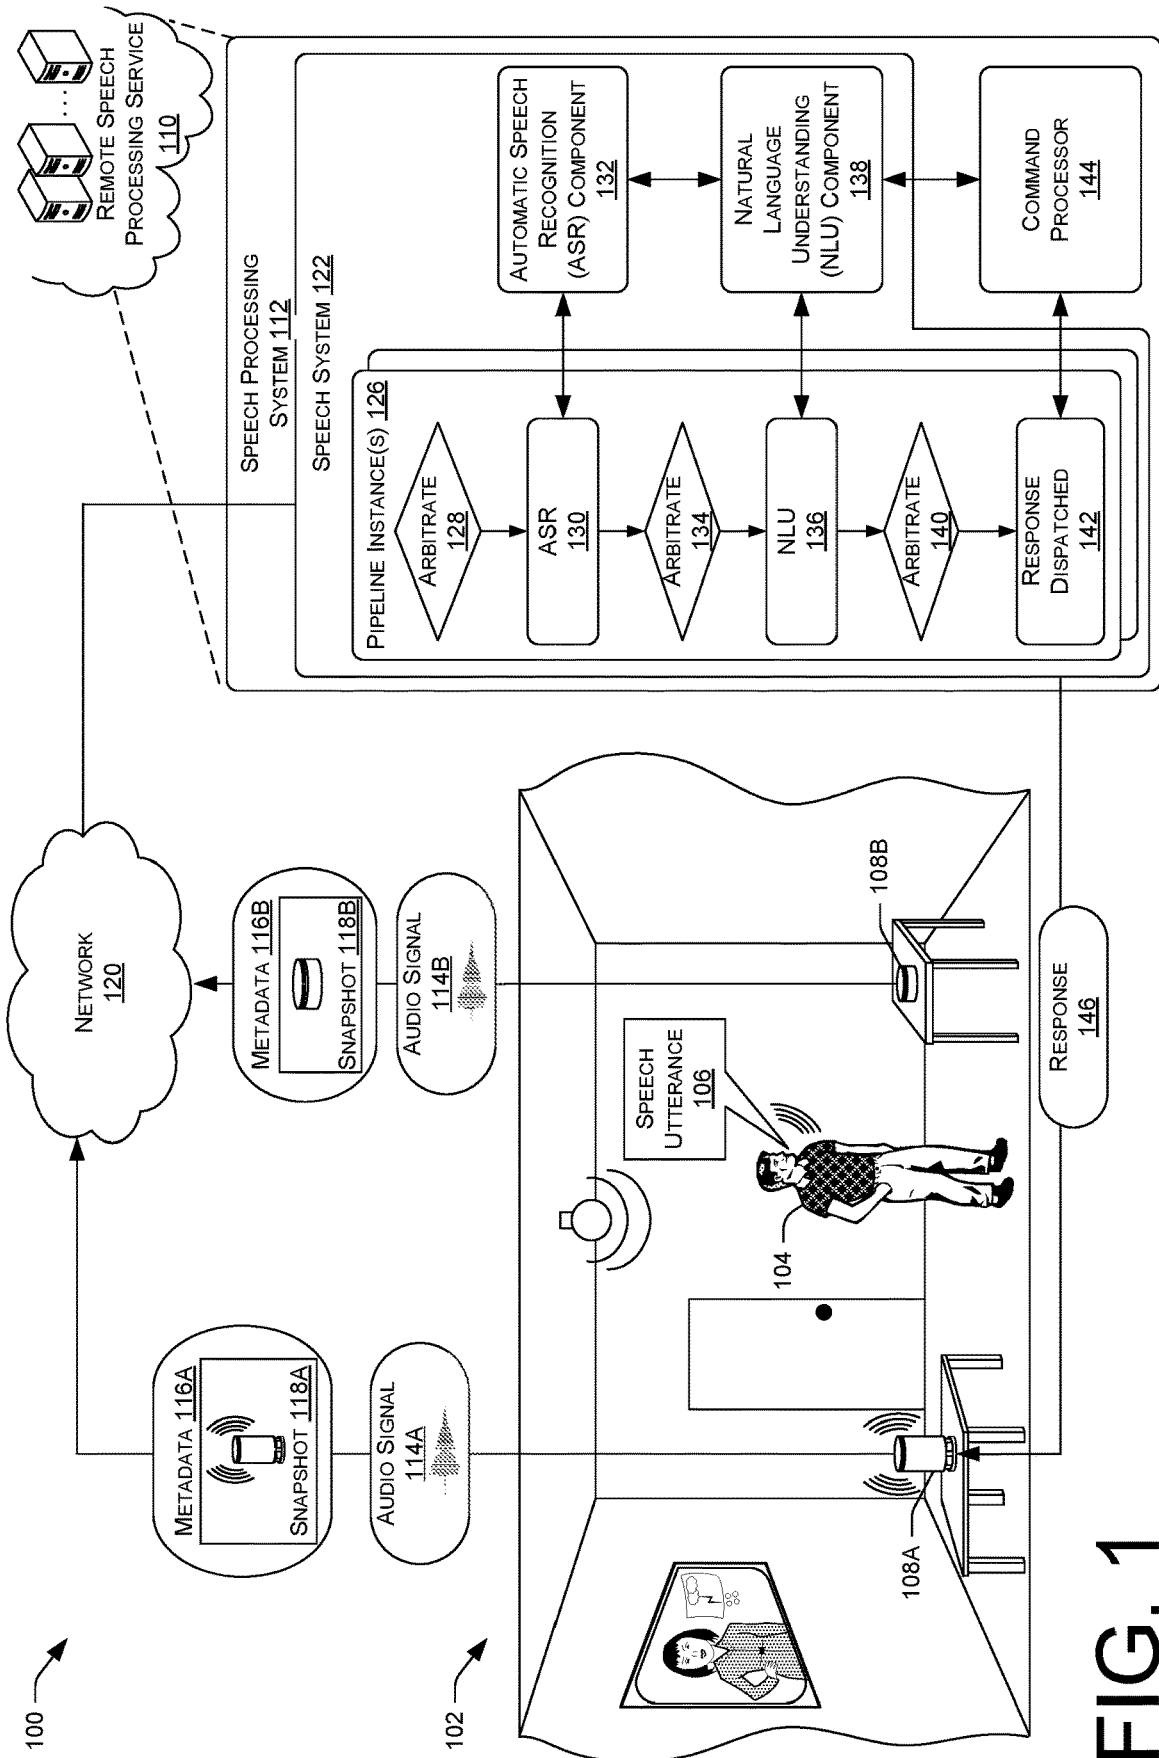 100
102
METADATA 116A
SNAPSHOT 118A
AUDIO SIGNAL
114A
METADATA 116B
SNAPSHOT 118B
AUDIO SIGNAL
114B
NETWORK
120
REMOTE SPEECH
PROCESSING SERVICE
110
SPEECH PROCESSING
SYSTEM 112
SPEECH SYSTEM 122
PIPELINE INSTANCE(S) 126
ARBITRATE
128
ASR
130
ARBITRATE
134
NLU
136
ARBITRATE
140
RESPONSE
DISPATCHED
142
AUTOMATIC SPEECH
RECOGNITION
(ASR) COMPONENT
132
NATURAL
LANGUAGE
UNDERSTANDING
(NLU) COMPONENT
138
COMMAND
PROCESSOR
144
SPEECH
UTTERANCE
106
104
108A
108B
RESPONSE
146
FIG. 1